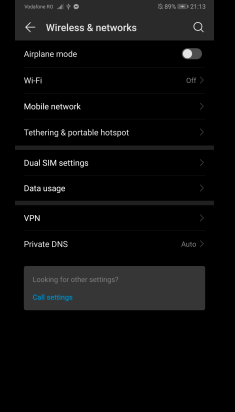 Vodafone RO 89% 21:13
Wireless & networks
Airplane mode
Wi-Fi Off
Mobile network
Tethering & portable hotspot
Dual SIM settings
Data usage
VPN
Private DNS Auto
Looking for other settings?
Call settings